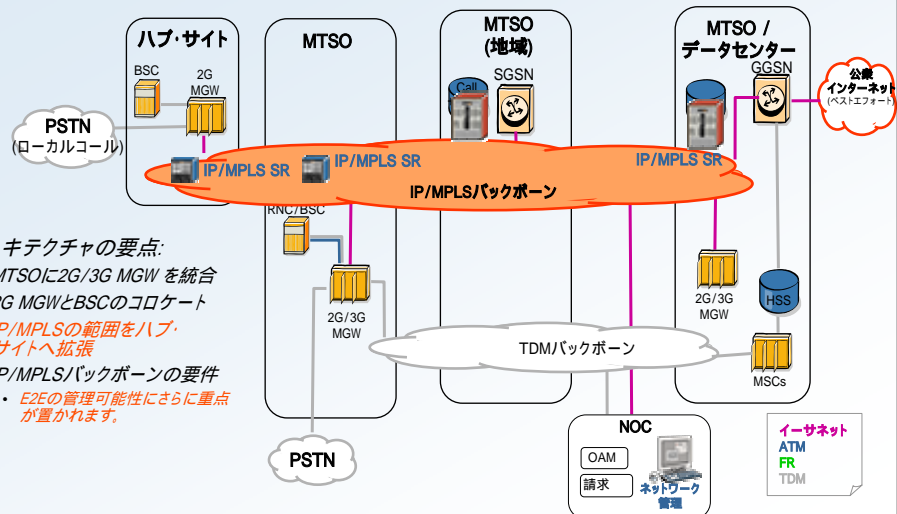 ハブ・サイト
BSC
2G
MGW
PSTN
(ローカルコール)
MTSO
MTSO
(地域)
Call
SGSN
MTSO /
データセンター
GGSN
公衆
インターネット
(ベストエフォート)
IP/MPLS SR
IP/MPLS SR
IP/MPLS SR
IP/MPLSバックボーン
RNC/BSC
2G/3G
MGW
2G/3G
MGW
HSS
MSCs
TDMバックボーン
PSTN
キテクチャの要点:
MTSOに2G/3G MGW を統合
2G MGWとBSCのコロケート
IP/MPLSの範囲をハブ・
サイトへ拡張
IP/MPLSバックボーンの要件
• E2Eの管理可能性にさらに重点
が置かれます。
NOC
OAM
請求
ネットワーク
管理
イーサネット
ATM
FR
TDM